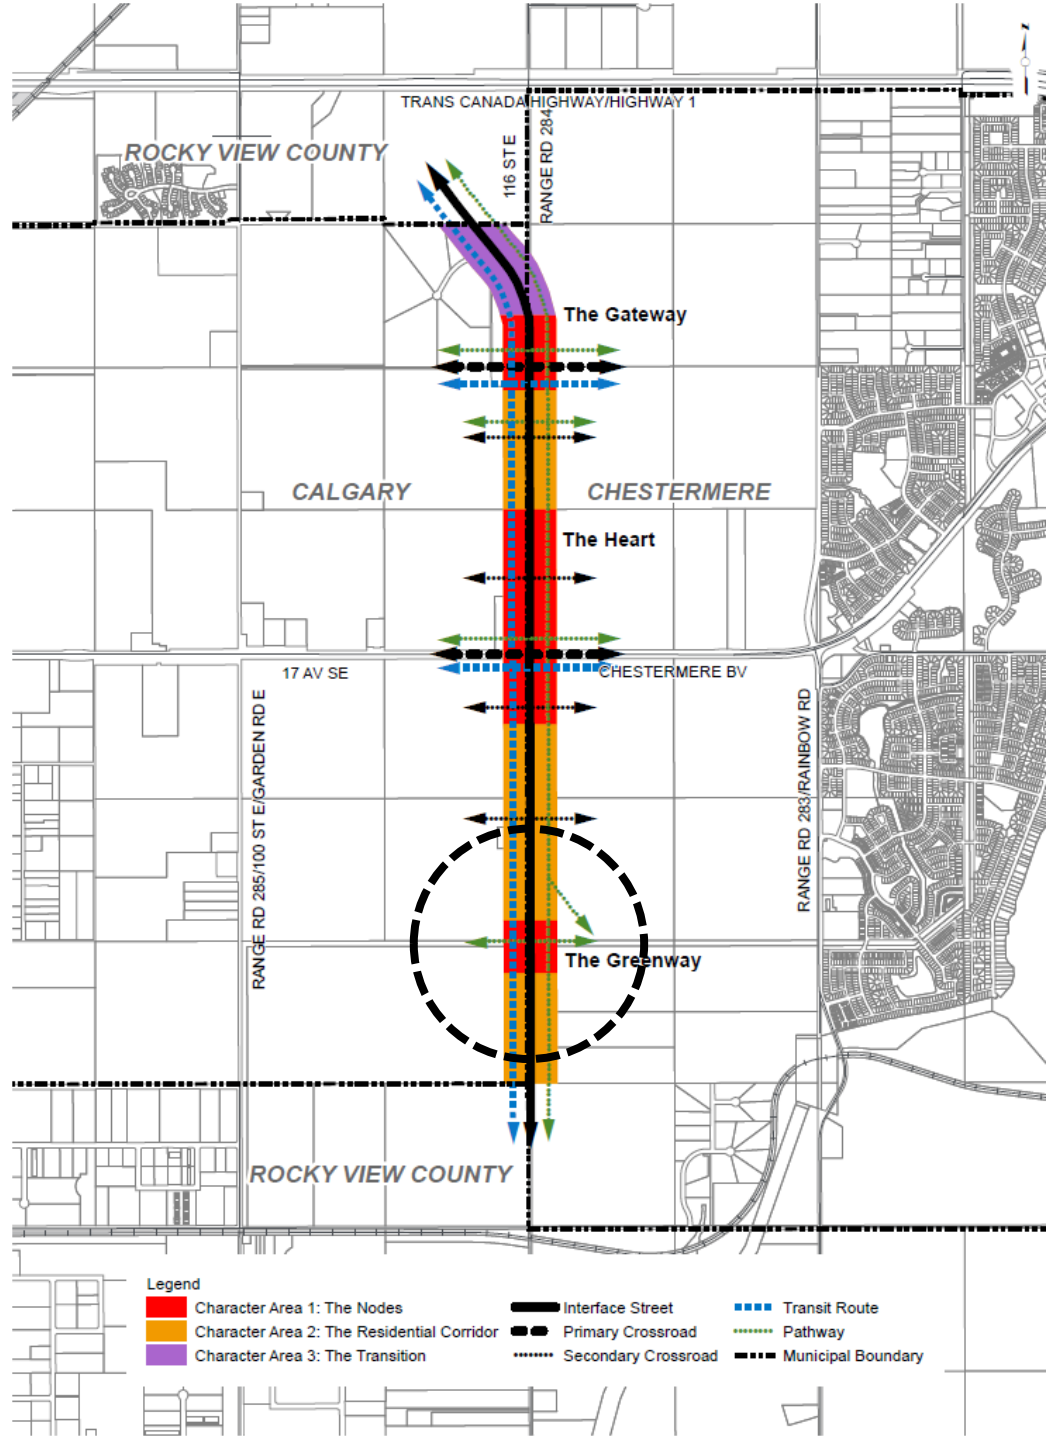 TRANS CANADA HIGHWAY/HIGHWAY 1
ROCKY VIEW COUNTY
116 ST E
RANGE RD 284
The Gateway
CALGARY
CHESTERMERE
The Heart
17 AV SE
CHESTERMERE BV
RANGE RD 285/100 ST E/GARDEN RD E
RANGE RD 283/RAINBOW RD
The Greenway
ROCKY VIEW COUNTY
Legend
Character Area 1: The Nodes
Character Area 2: The Residential Corridor
Character Area 3: The Transition
Interface Street
Primary Crossroad
Secondary Crossroad
Transit Route
Pathway
Municipal Boundary